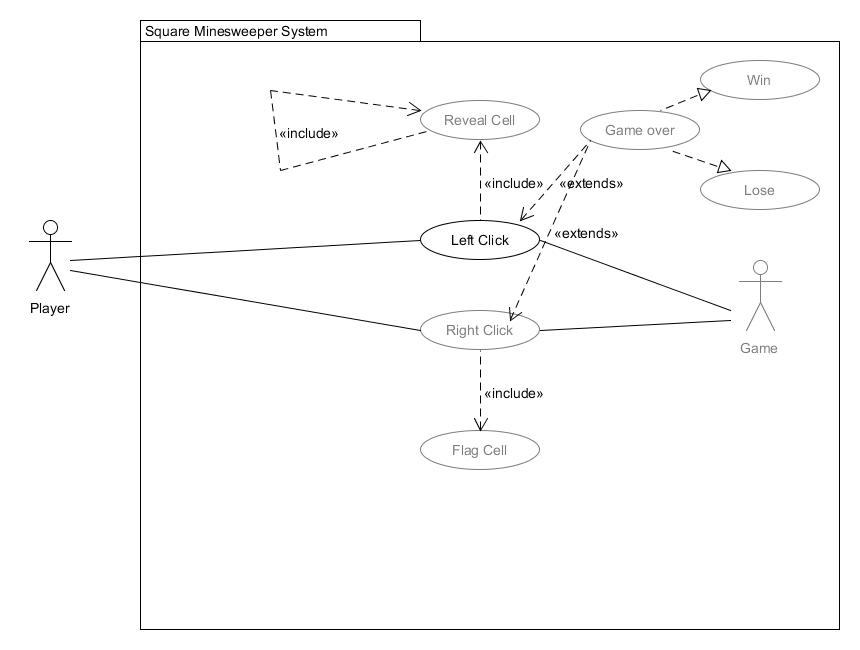 Square Minesweeper System
Win
Reveal Cell
Game over
«include»
«include»
«extends»
Lose
Left Click
«extends»
Player
Right Click
Game
«include»
Flag Cell